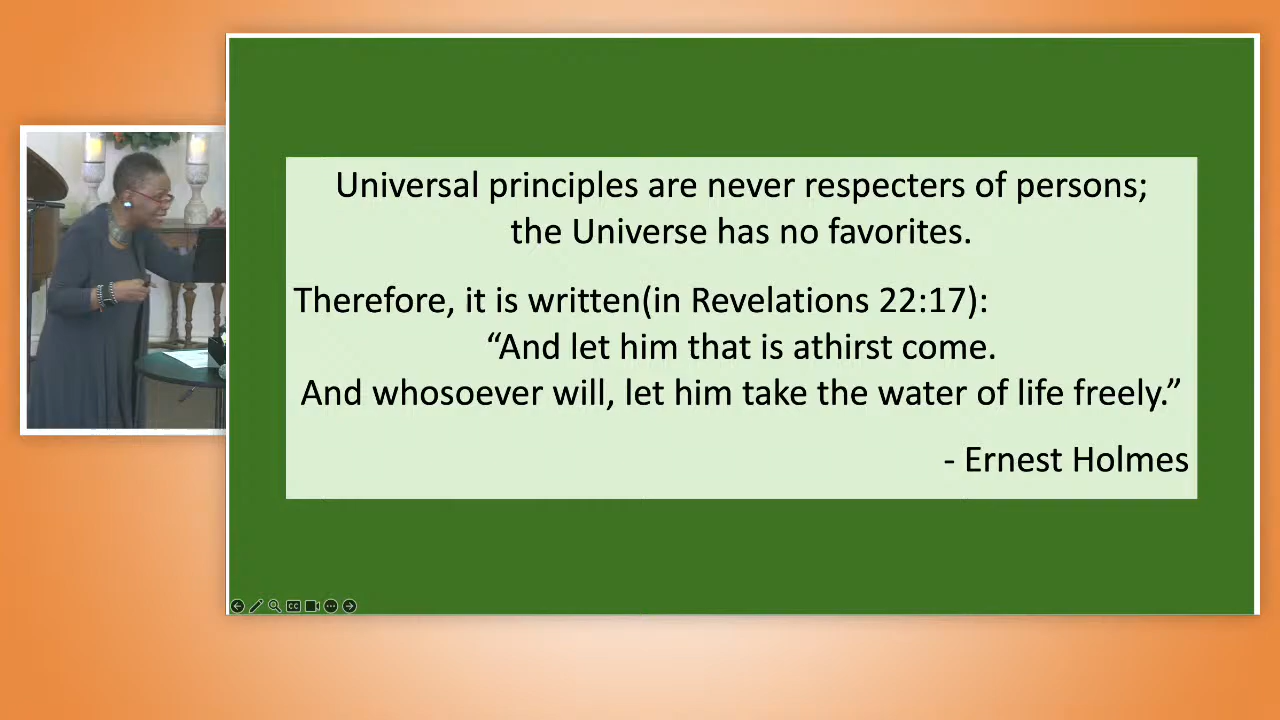 Universal principles are never respecters of persons;
the Universe has no favorites.
Therefore, it is written(in Revelations 22:17):
“And let him that is athirst come.
And whosoever will, let him take the water of life freely.”
- Ernest Holmes